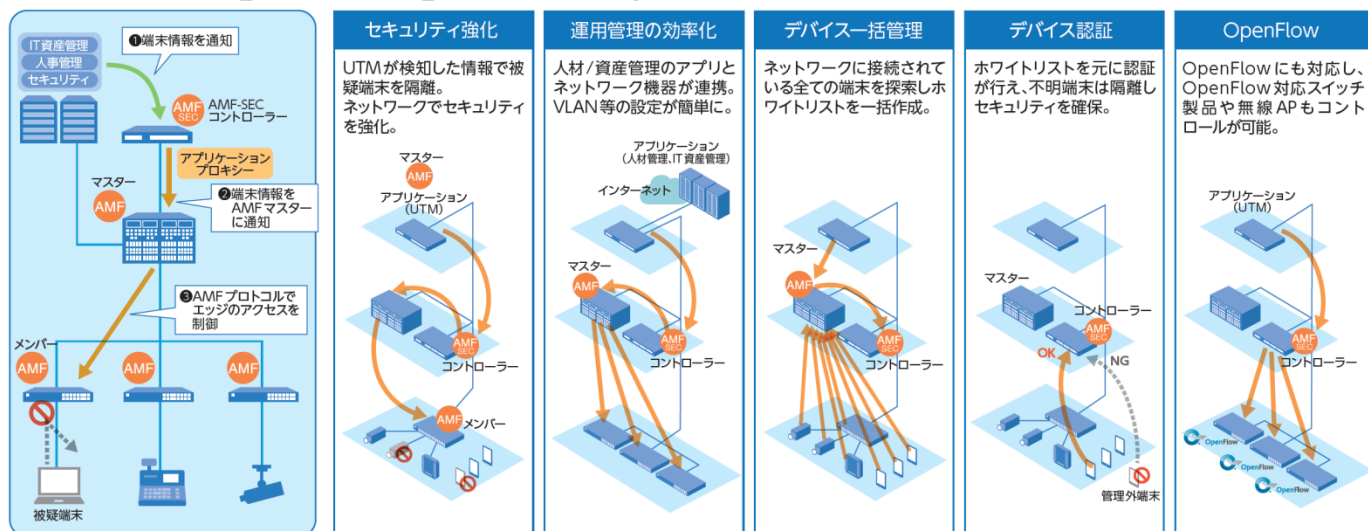 IT資産管理
人事管理
セキュリティ
❶端末情報を通知
AMF
SEC
AMF-SEC
コントローラー
アプリケーション
プロキシー
マスター
AMF
❷端末情報を
AMFマスター
に通知
❸AMFプロトコルで
エッジのアクセスを
制御
メンバー
AMF
AMF
AMF
被疑端末
セキュリティ強化
UTMが検知した情報で被
疑端末を隔離。
ネットワークでセキュリティ
を強化。
マスター
AMF
アプリケーション
(UTM)
AMF
SEC
コントローラー
AMF
メンバー
運用管理の効率化
人材/資産管理のアプリと
ネットワーク機器が連携。
VLAN等の設定が簡単に。
アプリケーション
(人材管理、IT資産管理)
インターネット
マスター
AMF
AMF
SEC
コントローラー
デバイス一括管理
ネットワークに接続されて
いる全ての端末を探索しホ
ワイトリストを一括作成。
マスター
AMF
AMF
SEC
コントローラー
デバイス認証
ホワイトリストを元に認証
が行え、不明端末は隔離し
セキュリティを確保。
マスター
コントローラー
AMF
SEC
OK
NG
管理外端末
OpenFlow
OpenFlowにも対応し、
OpenFlow対応スイッチ
製品や無線APもコント
ロールが可能。
アプリケーション
(UTM)
AMF
SEC
コントローラー
OpenFlow
OpenFlow
OpenFlow